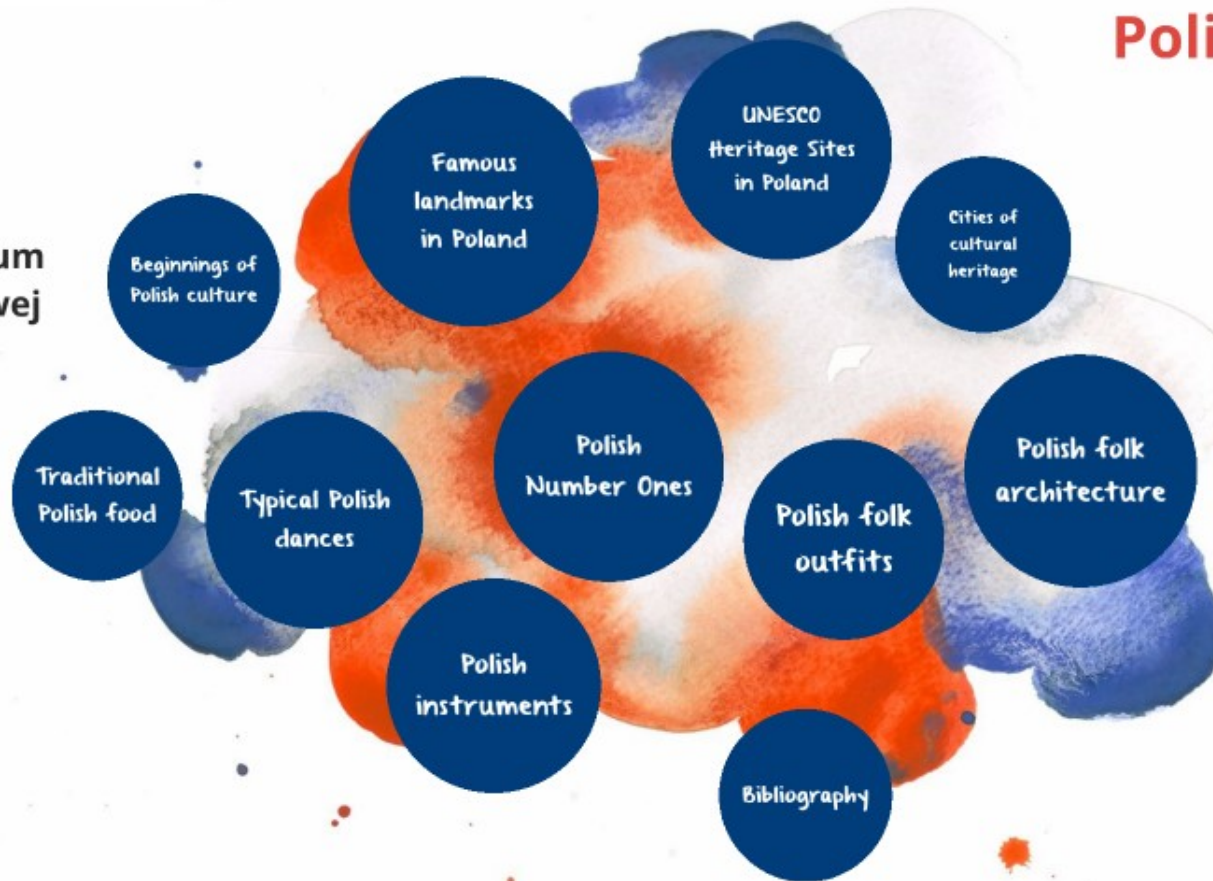 Poli
UNESCO
Heritage Sites
in Poland
Famous
landmarks
in Poland
Cities of
cultural
heritage
um
wej
Beginnings of
Polish culture
Polish
Number Ones
Polish folk
architecture
Traditional
Polish food
Typical Polish
dances
Polish folk
outfits
Polish
instruments
Bibliography